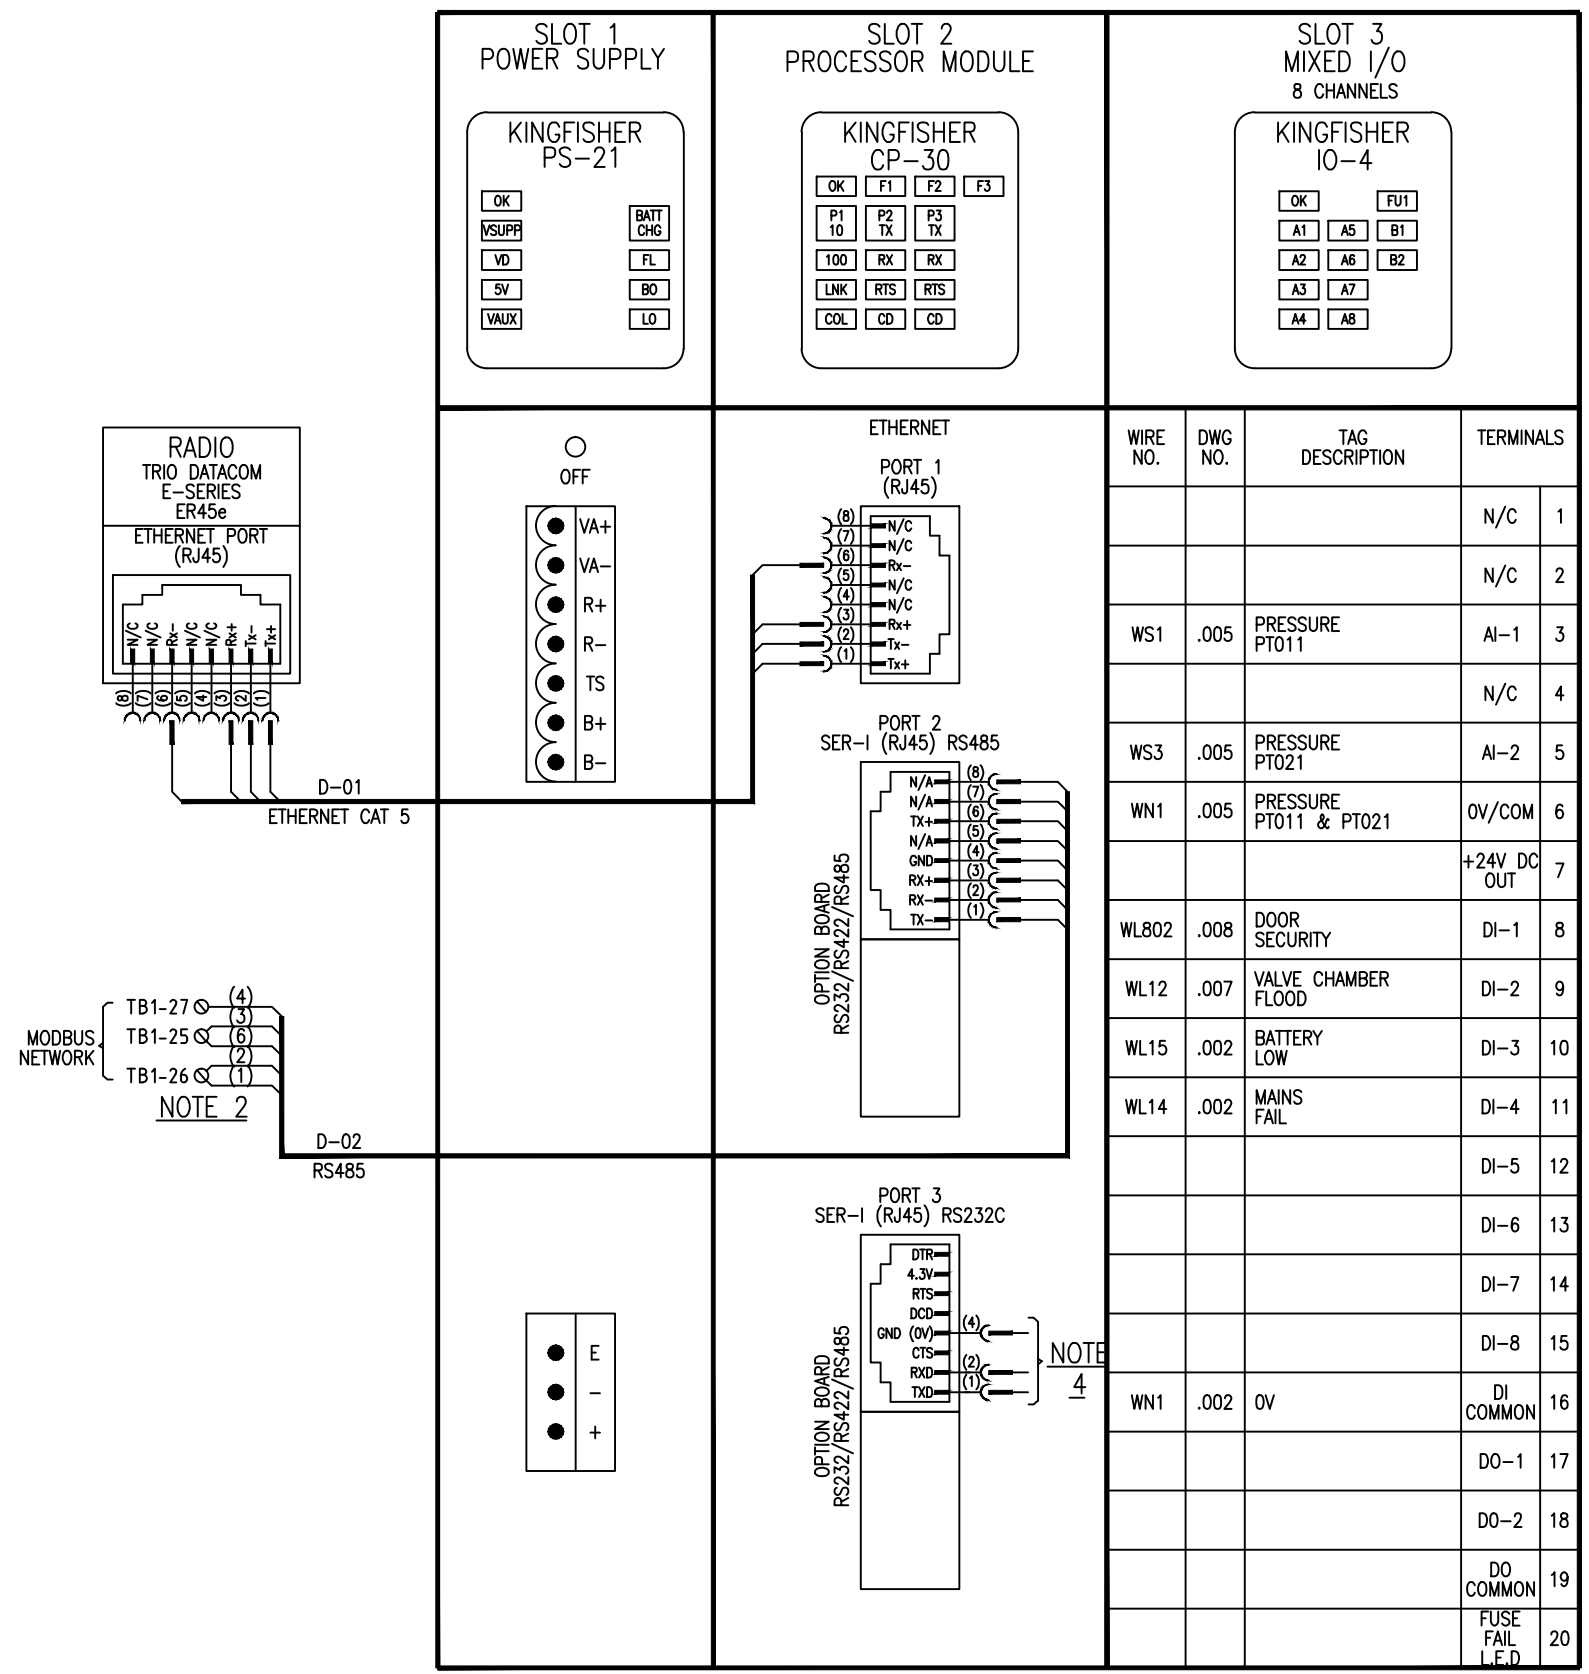 SLOT 1
POWER SUPPLY
KINGFISHER
PS-21
OK
VSUPP
VD
5V
VAUX
BATT
CHG
FL
BO
LO
SLOT 2
PROCESSOR MODULE
KINGFISHER
CP-30
OK F1 F2 F3
P1 P2 P3
10 TX TX
100 RX RX
LNK RTS RTS
COL CD CD
SLOT 3
MIXED I/O
8 CHANNELS
KINGFISHER
IO-4
OK FU1
A1 A5 B1
A2 A6 B2
A3 A7
A4 A8
RADIO
TRIO DATACOM
E-SERIES
ER45e
ETHERNET PORT
(RJ45)
N/C N/C Rx- N/C N/C Rx+ Tx- Tx+
(8) (7) (6) (5) (4) (3) (2) (1)
D-01
ETHERNET CAT 5
MODBUS
NETWORK
TB1-27 (4)
(3)
TB1-25 (6)
(2)
TB1-26 (1)
NOTE 2
D-02
RS485
OFF
VA+
VA-
R+
R-
TS
B+
B-
E
-
+
ETHERNET
PORT 1
(RJ45)
(8) N/C
(7) N/C
(6) Rx-
(5) N/C
(4) N/C
(3) Rx+
(2) Tx-
(1) Tx+
PORT 2
SER-I (RJ45) RS485
N/A (8)
N/A (7)
TX+ (6)
N/A (5)
GND (4)
RX+ (3)
RX- (2)
TX- (1)
OPTION BOARD
RS232/RS422/RS485
PORT 3
SER-I (RJ45) RS232C
DTR
4.3V
RTS
DCD
GND (0V) (4)
CTS
RXD (2)
TXD (1)
NOTE
4
OPTION BOARD
RS232/RS422/RS485
WIRE NO. DWG NO. TAG DESCRIPTION TERMINALS
N/C 1
N/C 2
WS1 .005 PRESSURE PT011 AI-1 3
N/C 4
WS3 .005 PRESSURE PT021 AI-2 5
WN1 .005 PRESSURE PT011 & PT021 0V/COM 6
+24V DC OUT 7
WL802 .008 DOOR SECURITY DI-1 8
WL12 .007 VALVE CHAMBER FLOOD DI-2 9
WL15 .002 BATTERY LOW DI-3 10
WL14 .002 MAINS FAIL DI-4 11
DI-5 12
DI-6 13
DI-7 14
DI-8 15
WN1 .002 0V DI COMMON 16
DO-1 17
DO-2 18
DO COMMON 19
FUSE FAIL L.E.D 20